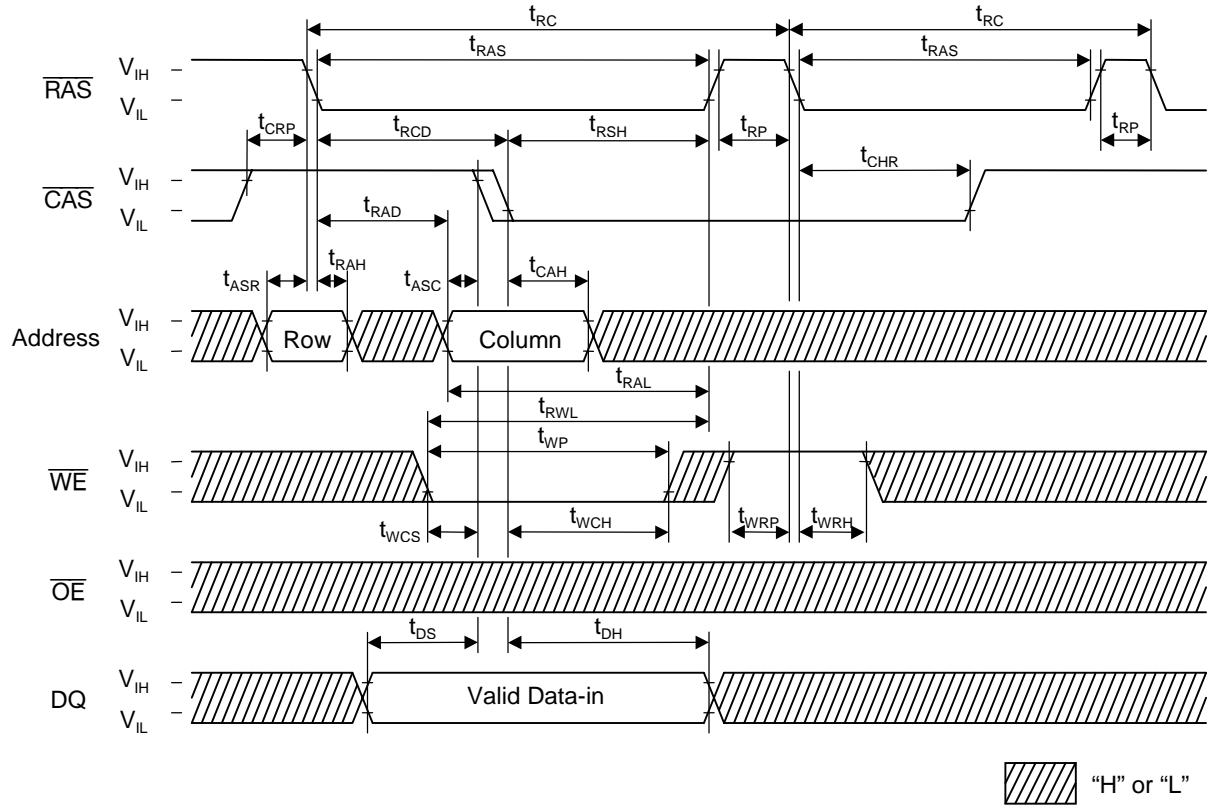 tRC tRC
tRAS tRAS
RAS VIH
VIL
tCRP tRCD tRSH tRP tRP
tCHR
CAS VIH
VIL
tRAD
tRAH
tASR tASC tCAH
Address VIH
VIL
Row Column
tRAL
tRWL
tWP
WE VIH
VIL
tWCS tWCH tWRP tWRH
OE VIH
VIL
tDS tDH
DQ VIH
VIL
Valid Data-in
“H” or “L”